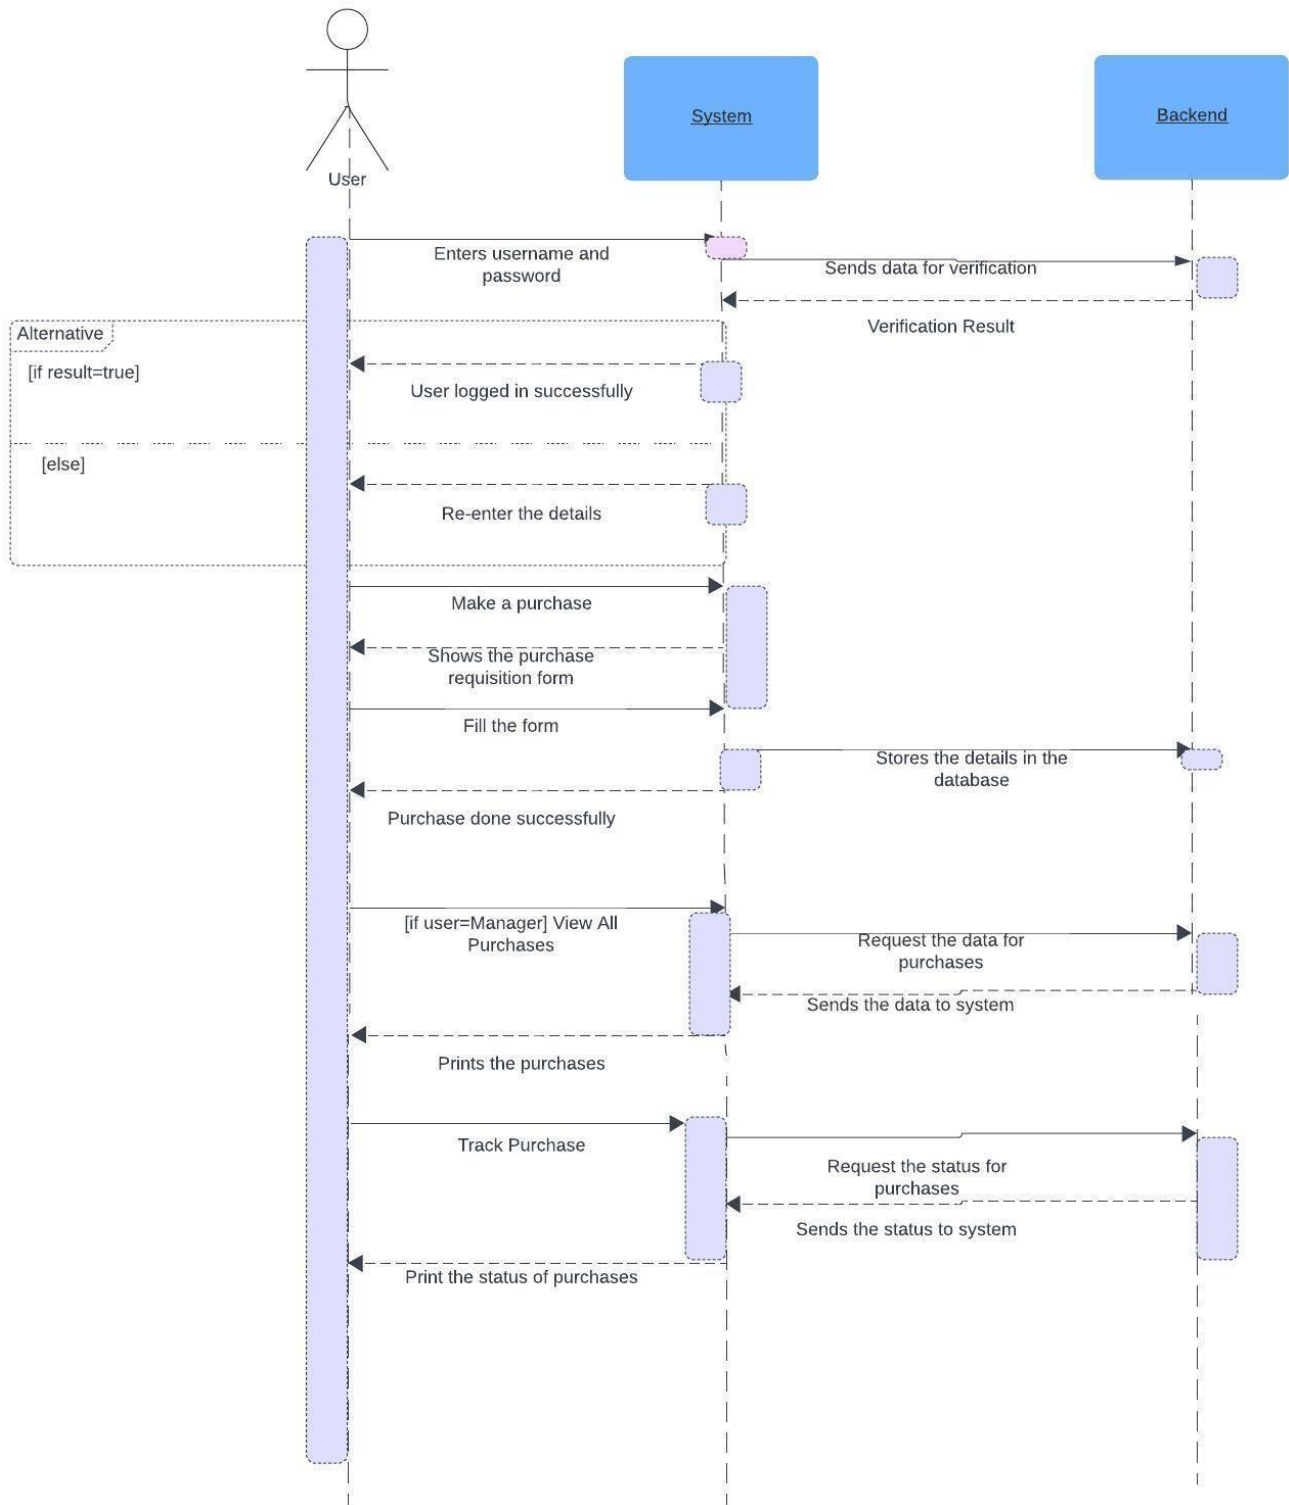 System
Backend
User
Enters username and
password
Sends data for verification
Verification Result
Alternative
[if result=true]
User logged in successfully
[else]
Re-enter the details
Make a purchase
Shows the purchase
requisition form
Fill the form
Stores the details in the
database
Purchase done successfully
[if user=Manager] View All
Purchases
Request the data for
purchases
Sends the data to system
Prints the purchases
Track Purchase
Request the status for
purchases
Sends the status to system
Print the status of purchases